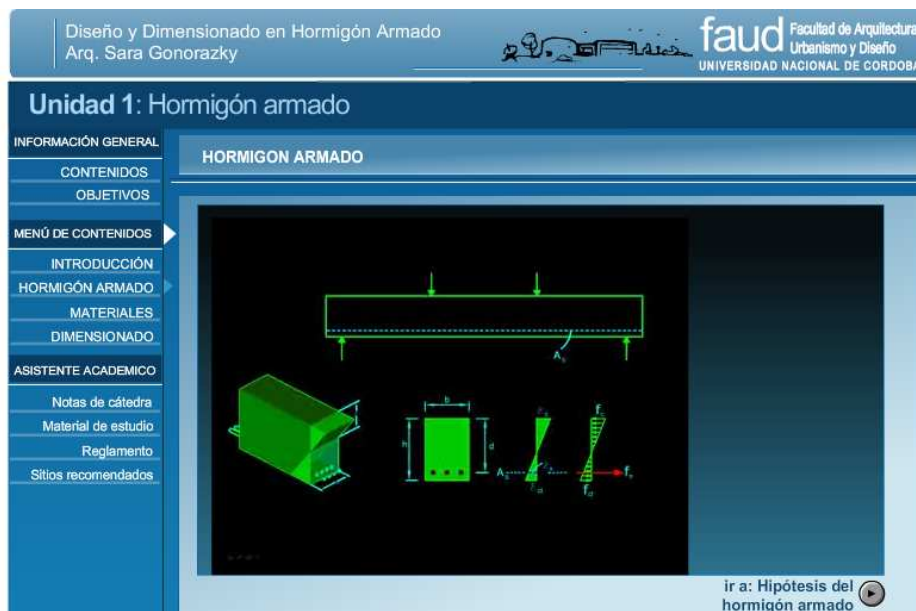 Diseño y Dimensionado en Hormigón Armado
Arq. Sara Gonorazky
faud
Facultad de Arquitectura
Urbanismo y Diseño
UNIVERSIDAD NACIONAL DE CORDOBA
Unidad 1: Hormigón armado
INFORMACIÓN GENERAL
CONTENIDOS
OBJETIVOS
MENÚ DE CONTENIDOS
INTRODUCCIÓN
HORMIGÓN ARMADO
MATERIALES
DIMENSIONADO
ASISTENTE ACADEMICO
Notas de cátedra
Material de estudio
Reglamento
Sitios recomendados
HORMIGON ARMADO
As
b
h
d
As
ir a: Hipótesis del
hormigón armado